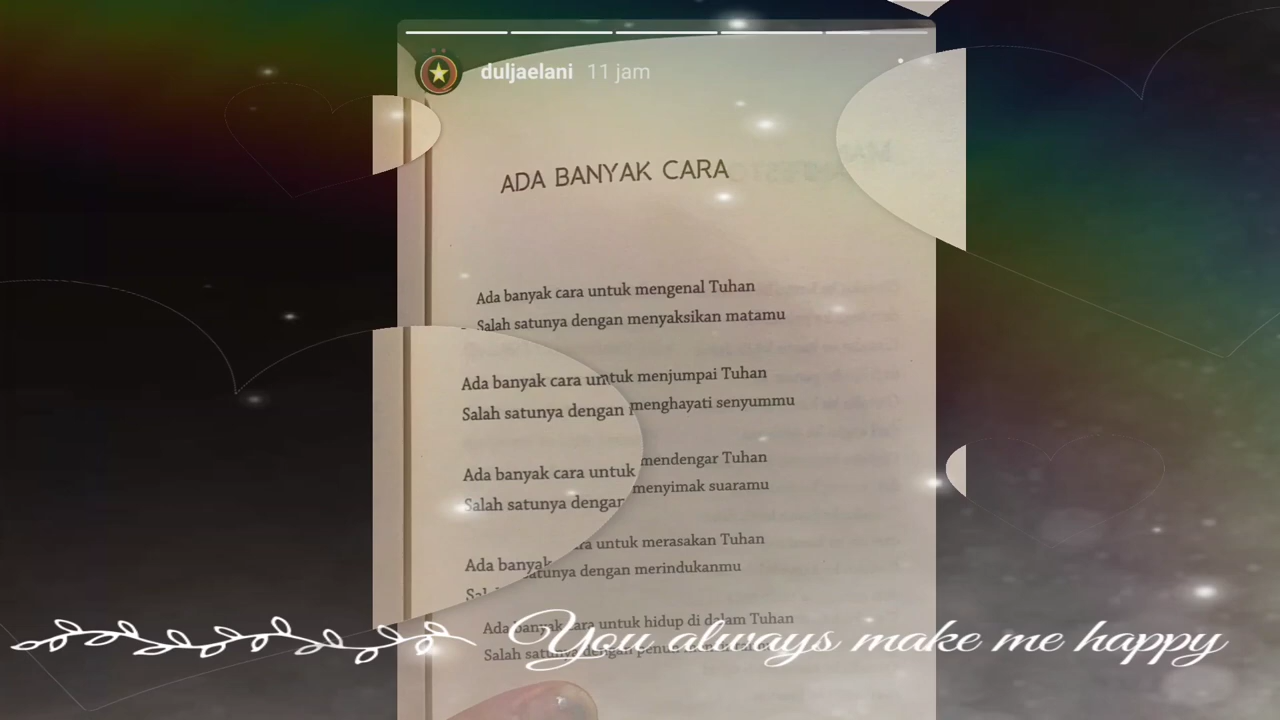 duljaelani 11 jam
ADA BANYAK CARA
Ada banyak cara untuk mengenal Tuhan
Salah satunya dengan menyaksikan matamu
Ada banyak cara untuk menjumpai Tuhan
Salah satunya dengan menghayati senyummu
Ada banyak cara untuk mendengar Tuhan
Salah satunya dengan menyimak suaramu
Ada banyak cara untuk merasakan Tuhan
satunya dengan merindukanmu
Ada banyak cara untuk hidup di dalam Tuhan
Salah satunya dengan penuh
You always make me happy